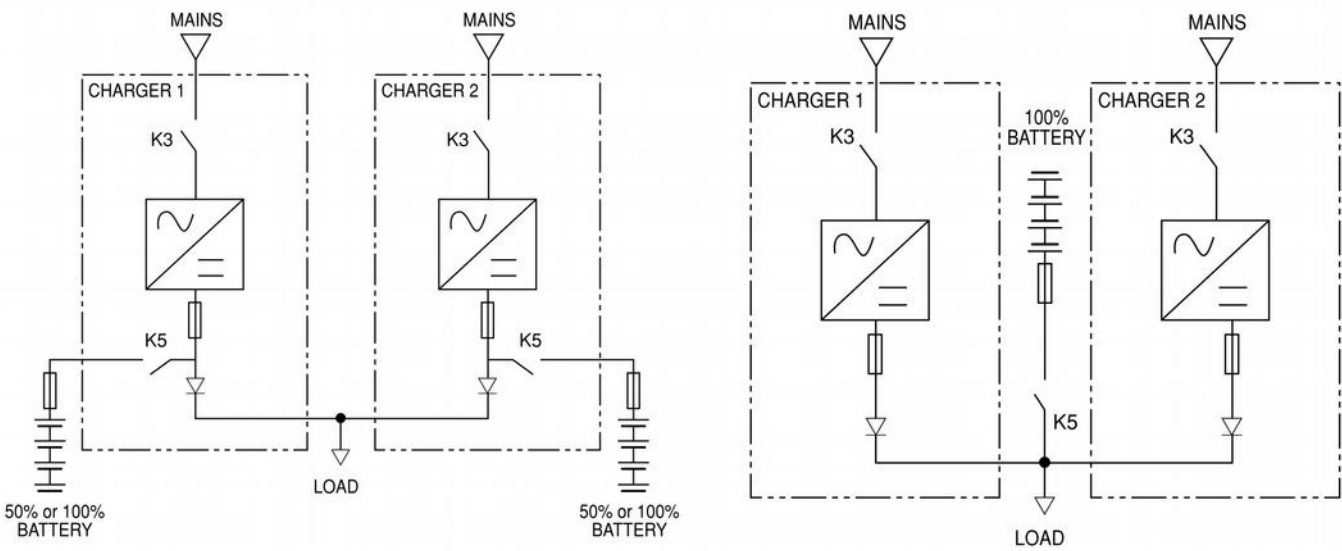 MAINS
CHARGER 1
K3
K5
50% or 100%
BATTERY
MAINS
CHARGER 2
K3
K5
50% or 100%
BATTERY
LOAD
MAINS
CHARGER 1
K3
100%
BATTERY
K5
MAINS
CHARGER 2
K3
LOAD